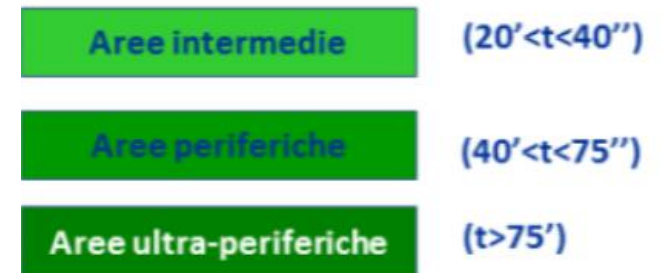 Aree intermedie (20'<t<40'')
Aree periferiche (40'<t<75'')
Aree ultra-periferiche (t>75')